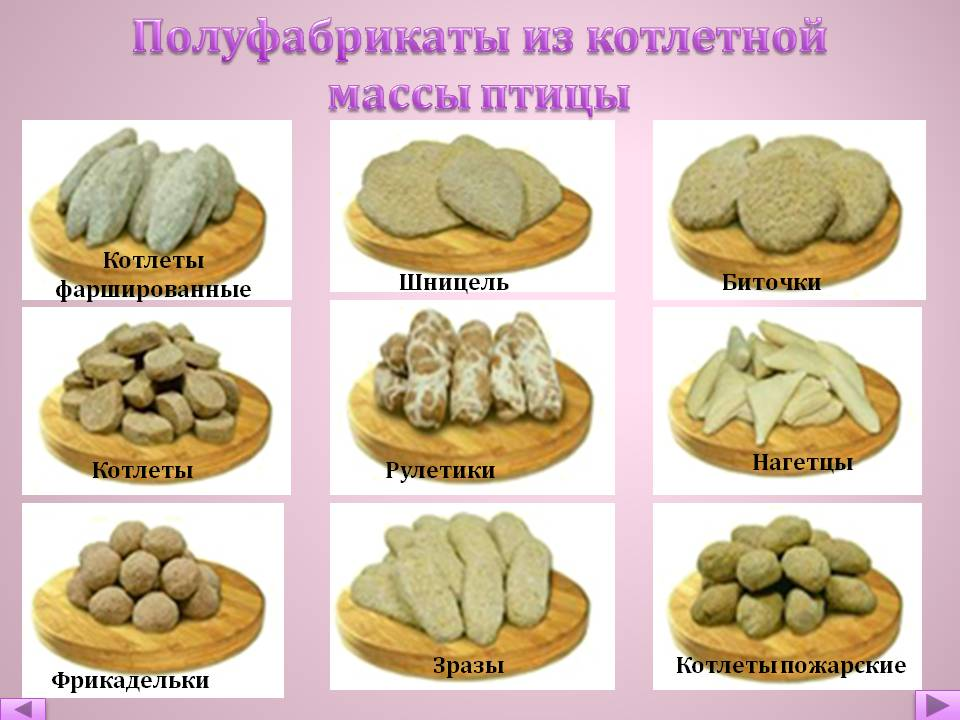 Полуфабрикаты из котлетной
массы птицы
Котлеты
фаршированные
Шницель
Биточки
Котлеты
Рулетики
Нагетцы
Фрикадельки
Зразы
Котлеты пожарские